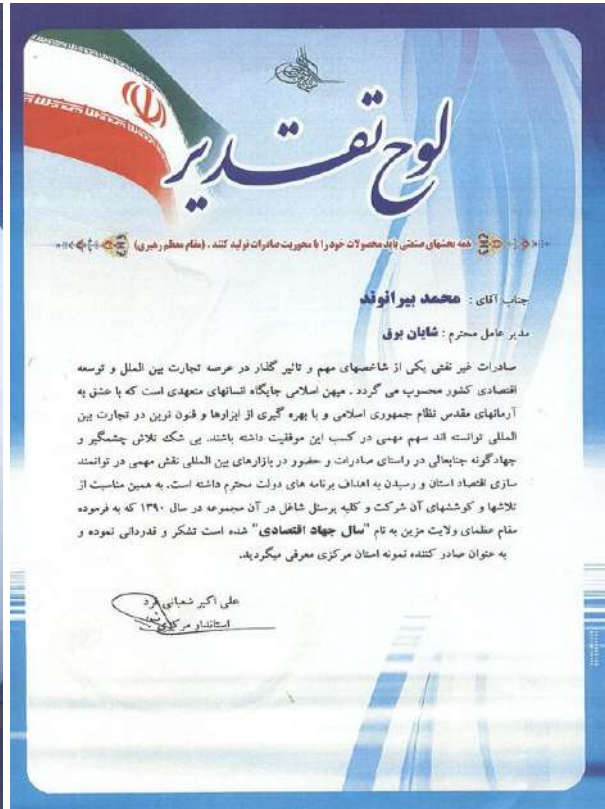 لوح تقدیر
همه بخشهای صنعتی باید محصولات خود را با محوریت صادرات تولید کنند . (مقام معظم رهبری)
جناب آقای : محمد بیرانوند
مدیر عامل محترم : شایان برق
صادرات غیر نفتی یکی از شاخصهای مهم و تاثیر گذار در عرصه تجارت بین الملل و توسعه
اقتصادی کشور محسوب می گردد . میهن اسلامی جایگاه انسانهای متعهدی است که با عشق به
آرمانهای مقدس نظام جمهوری اسلامی و با بهره گیری از ابزارها و فنون نوین در تجارت بین
المللی توانسته اند سهم مهمی در کسب این موفقیت داشته باشند. بی شک تلاش چشمگیر و
جهادگونه جنابعالی در راستای صادرات و حضور در بازارهای بین المللی نقش مهمی در توانمند
سازی اقتصاد استان و رسیدن به اهداف برنامه های دولت محترم داشته است. به همین مناسبت از
تلاشها و کوششهای آن شرکت و کلیه پرسنل شاغل در آن مجموعه در سال ۱۳۹۰ که به فرموده
مقام عظمای ولایت مزین به نام "سال جهاد اقتصادی" شده است تشکر و قدردانی نموده و
به عنوان صادر کننده نمونه استان مرکزی معرفی میگردید.
علی اکبر شعبانی فرد
استاندار مرکزی